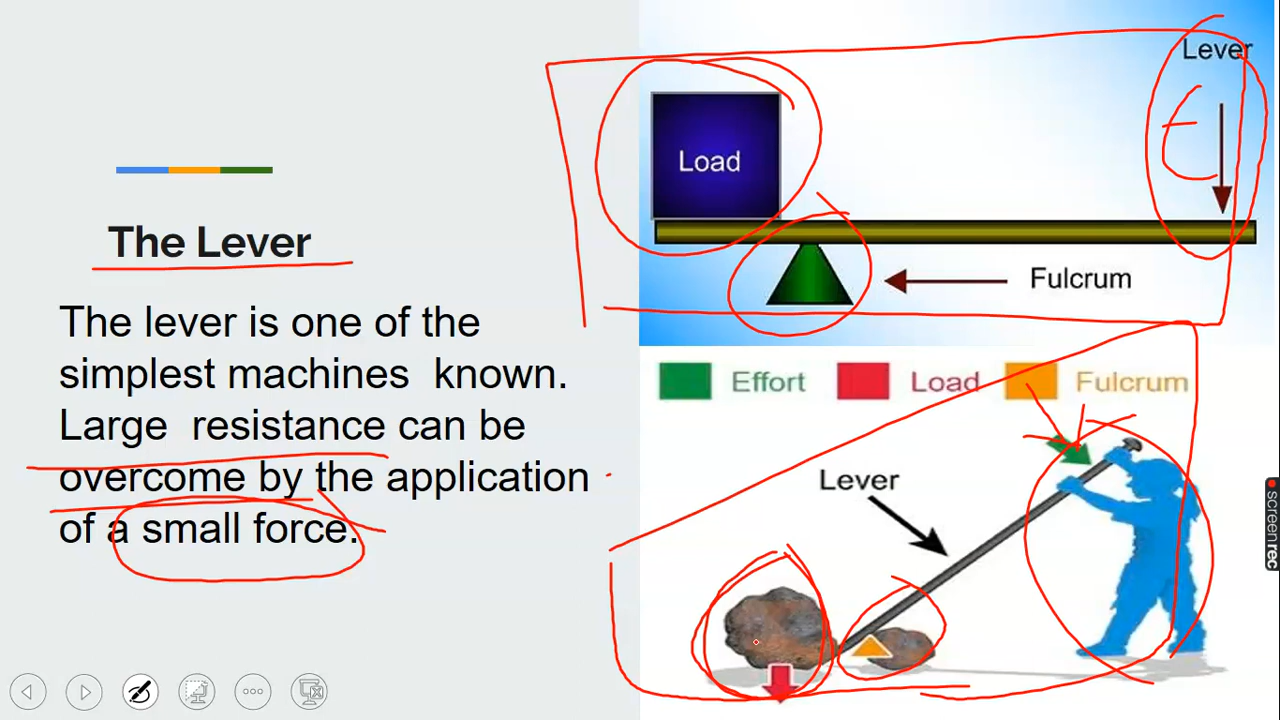 The Lever
The lever is one of the
simplest machines known.
Large resistance can be
overcome by the application
of a small force.
Lever
E
Load
Fulcrum
Effort
Load
Fulcrum
Lever
screenrec